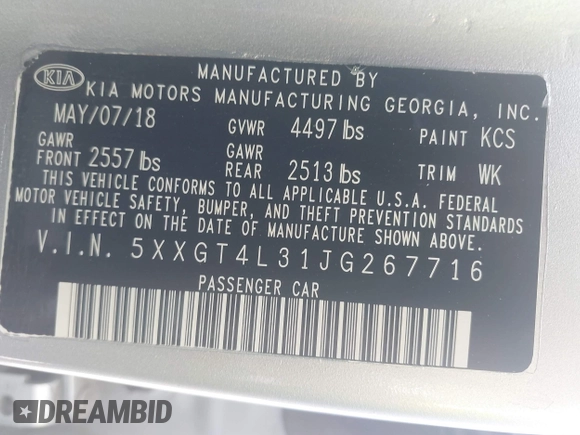 KIA
MANUFACTURED BY
KIA MOTORS MANUFACTURING GEORGIA, INC.
MAY/07/18 GVWR 4497 lbs PAINT KCS
GAWR FRONT 2557 lbs GAWR REAR 2513 lbs TRIM WK
THIS VEHICLE CONFORMS TO ALL APPLICABLE U.S.A. FEDERAL
MOTOR VEHICLE SAFETY, BUMPER, AND THEFT PREVENTION STANDARDS
IN EFFECT ON THE DATE OF MANUFACTURE SHOWN ABOVE.
V.I.N. 5XXGT4L31JG267716
PASSENGER CAR
DREAMBID